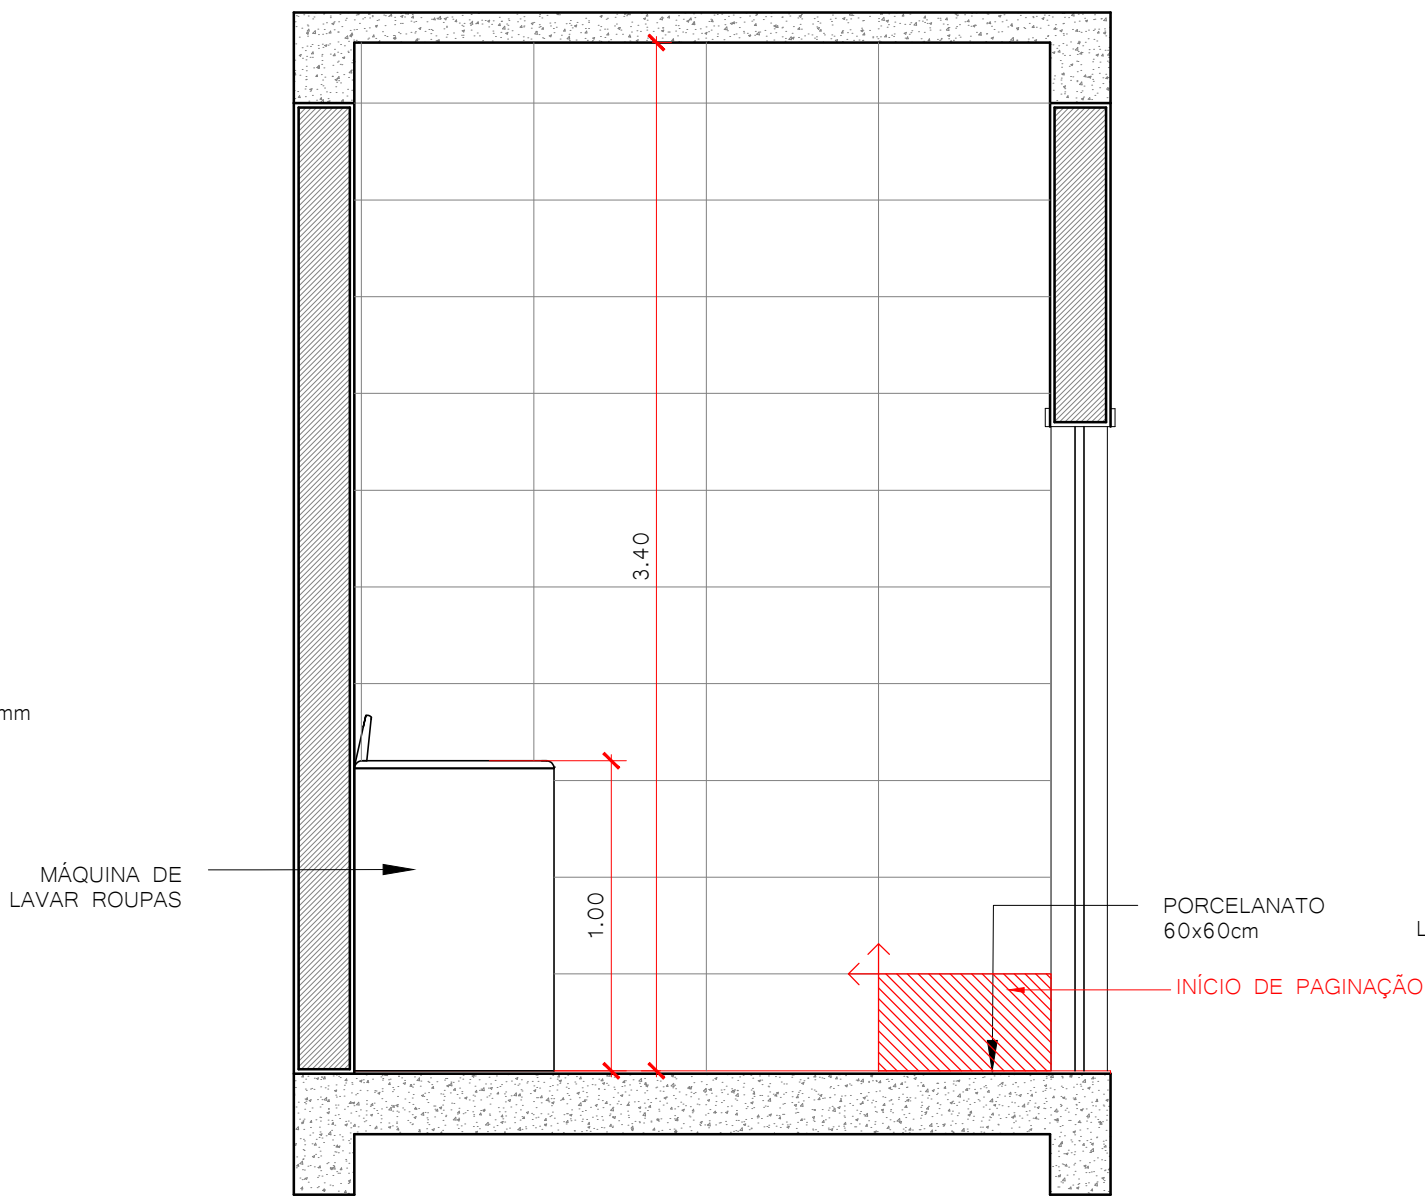 3.40
mm
MÁQUINA DE
LAVAR ROUPAS
1.00
PORCELANATO
60x60cm
L
INÍCIO DE PAGINAÇÃO